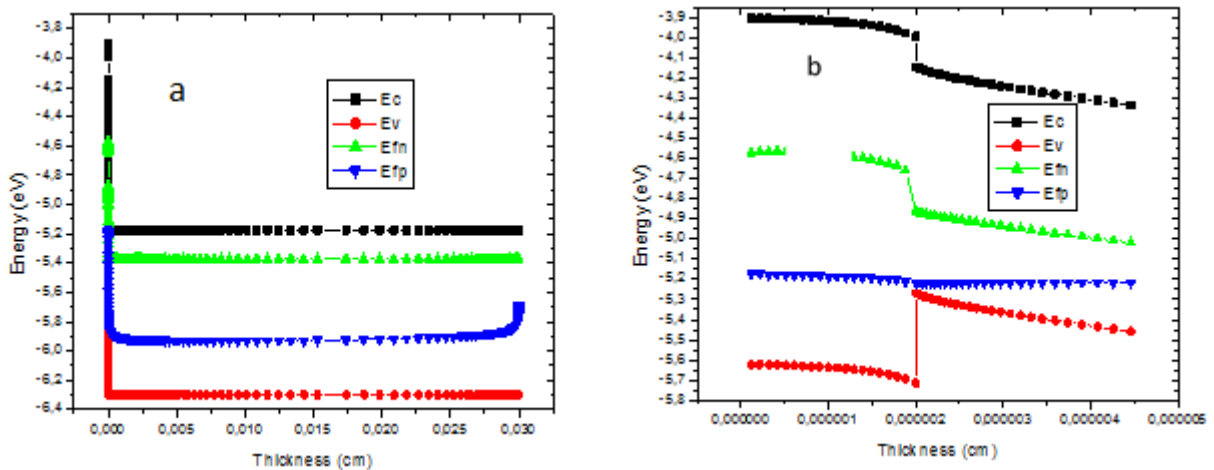 a
Energy (eV)
-3,8
-4,0
-4,2
-4,4
-4,6
-4,8
-5,0
-5,2
-5,4
-5,6
-5,8
-6,0
-6,2
-6,4
Ec
Ev
Efn
Efp
0,000 0,005 0,010 0,015 0,020 0,025 0,030
Thickness (cm)
b
Energy (eV)
-3,9
-4,0
-4,1
-4,2
-4,3
-4,4
-4,5
-4,6
-4,7
-4,8
-4,9
-5,0
-5,1
-5,2
-5,3
-5,4
-5,5
-5,6
-5,7
-5,8
Ec
Ev
Efn
Efp
0,000000 0,000001 0,000002 0,000003 0,000004 0,000005
Thickness (cm)